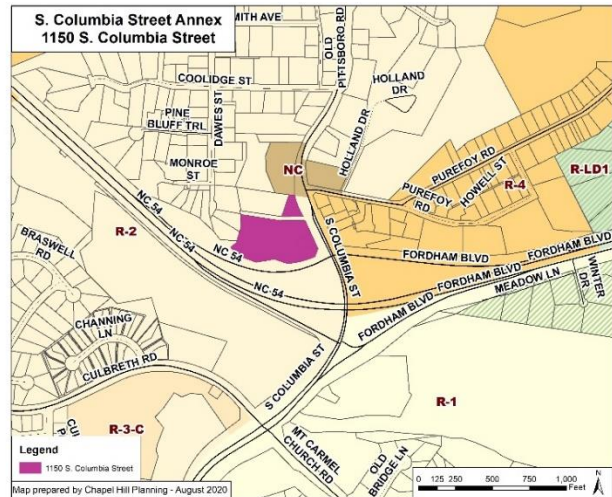 S. Columbia Street Annex
1150 S. Columbia Street
MITH AVE
OLD
PITTSBORO RD
COOLIDGE ST
HOLLAND
DR
PINE
BLUFF TRL
DAWES ST
HOLLAND DR
MONROE
ST
NC
PUREFOY RD
HOWELL ST
R-LD1
PUREFOY
RD
R-4
NC 54
R-2
S COLUMBIA ST
BRASWELL
RD
NC 54
NC 54
FORDHAM BLVD
FORDHAM BLVD
FORDHAM BLVD
MEADOW LN
WINTER
DR
NC 54
FORDHAM BLVD
CHANNING
LN
CULBRETH RD
S COLUMBIA ST
R-1
R-3-C
MT CARMEL
CHURCH RD
OLD
BRIDGE LN
Legend
1150 S. Columbia Street
Map prepared by Chapel Hill Planning - August 2020
0 125 250 500 750 1,000
Feet
N